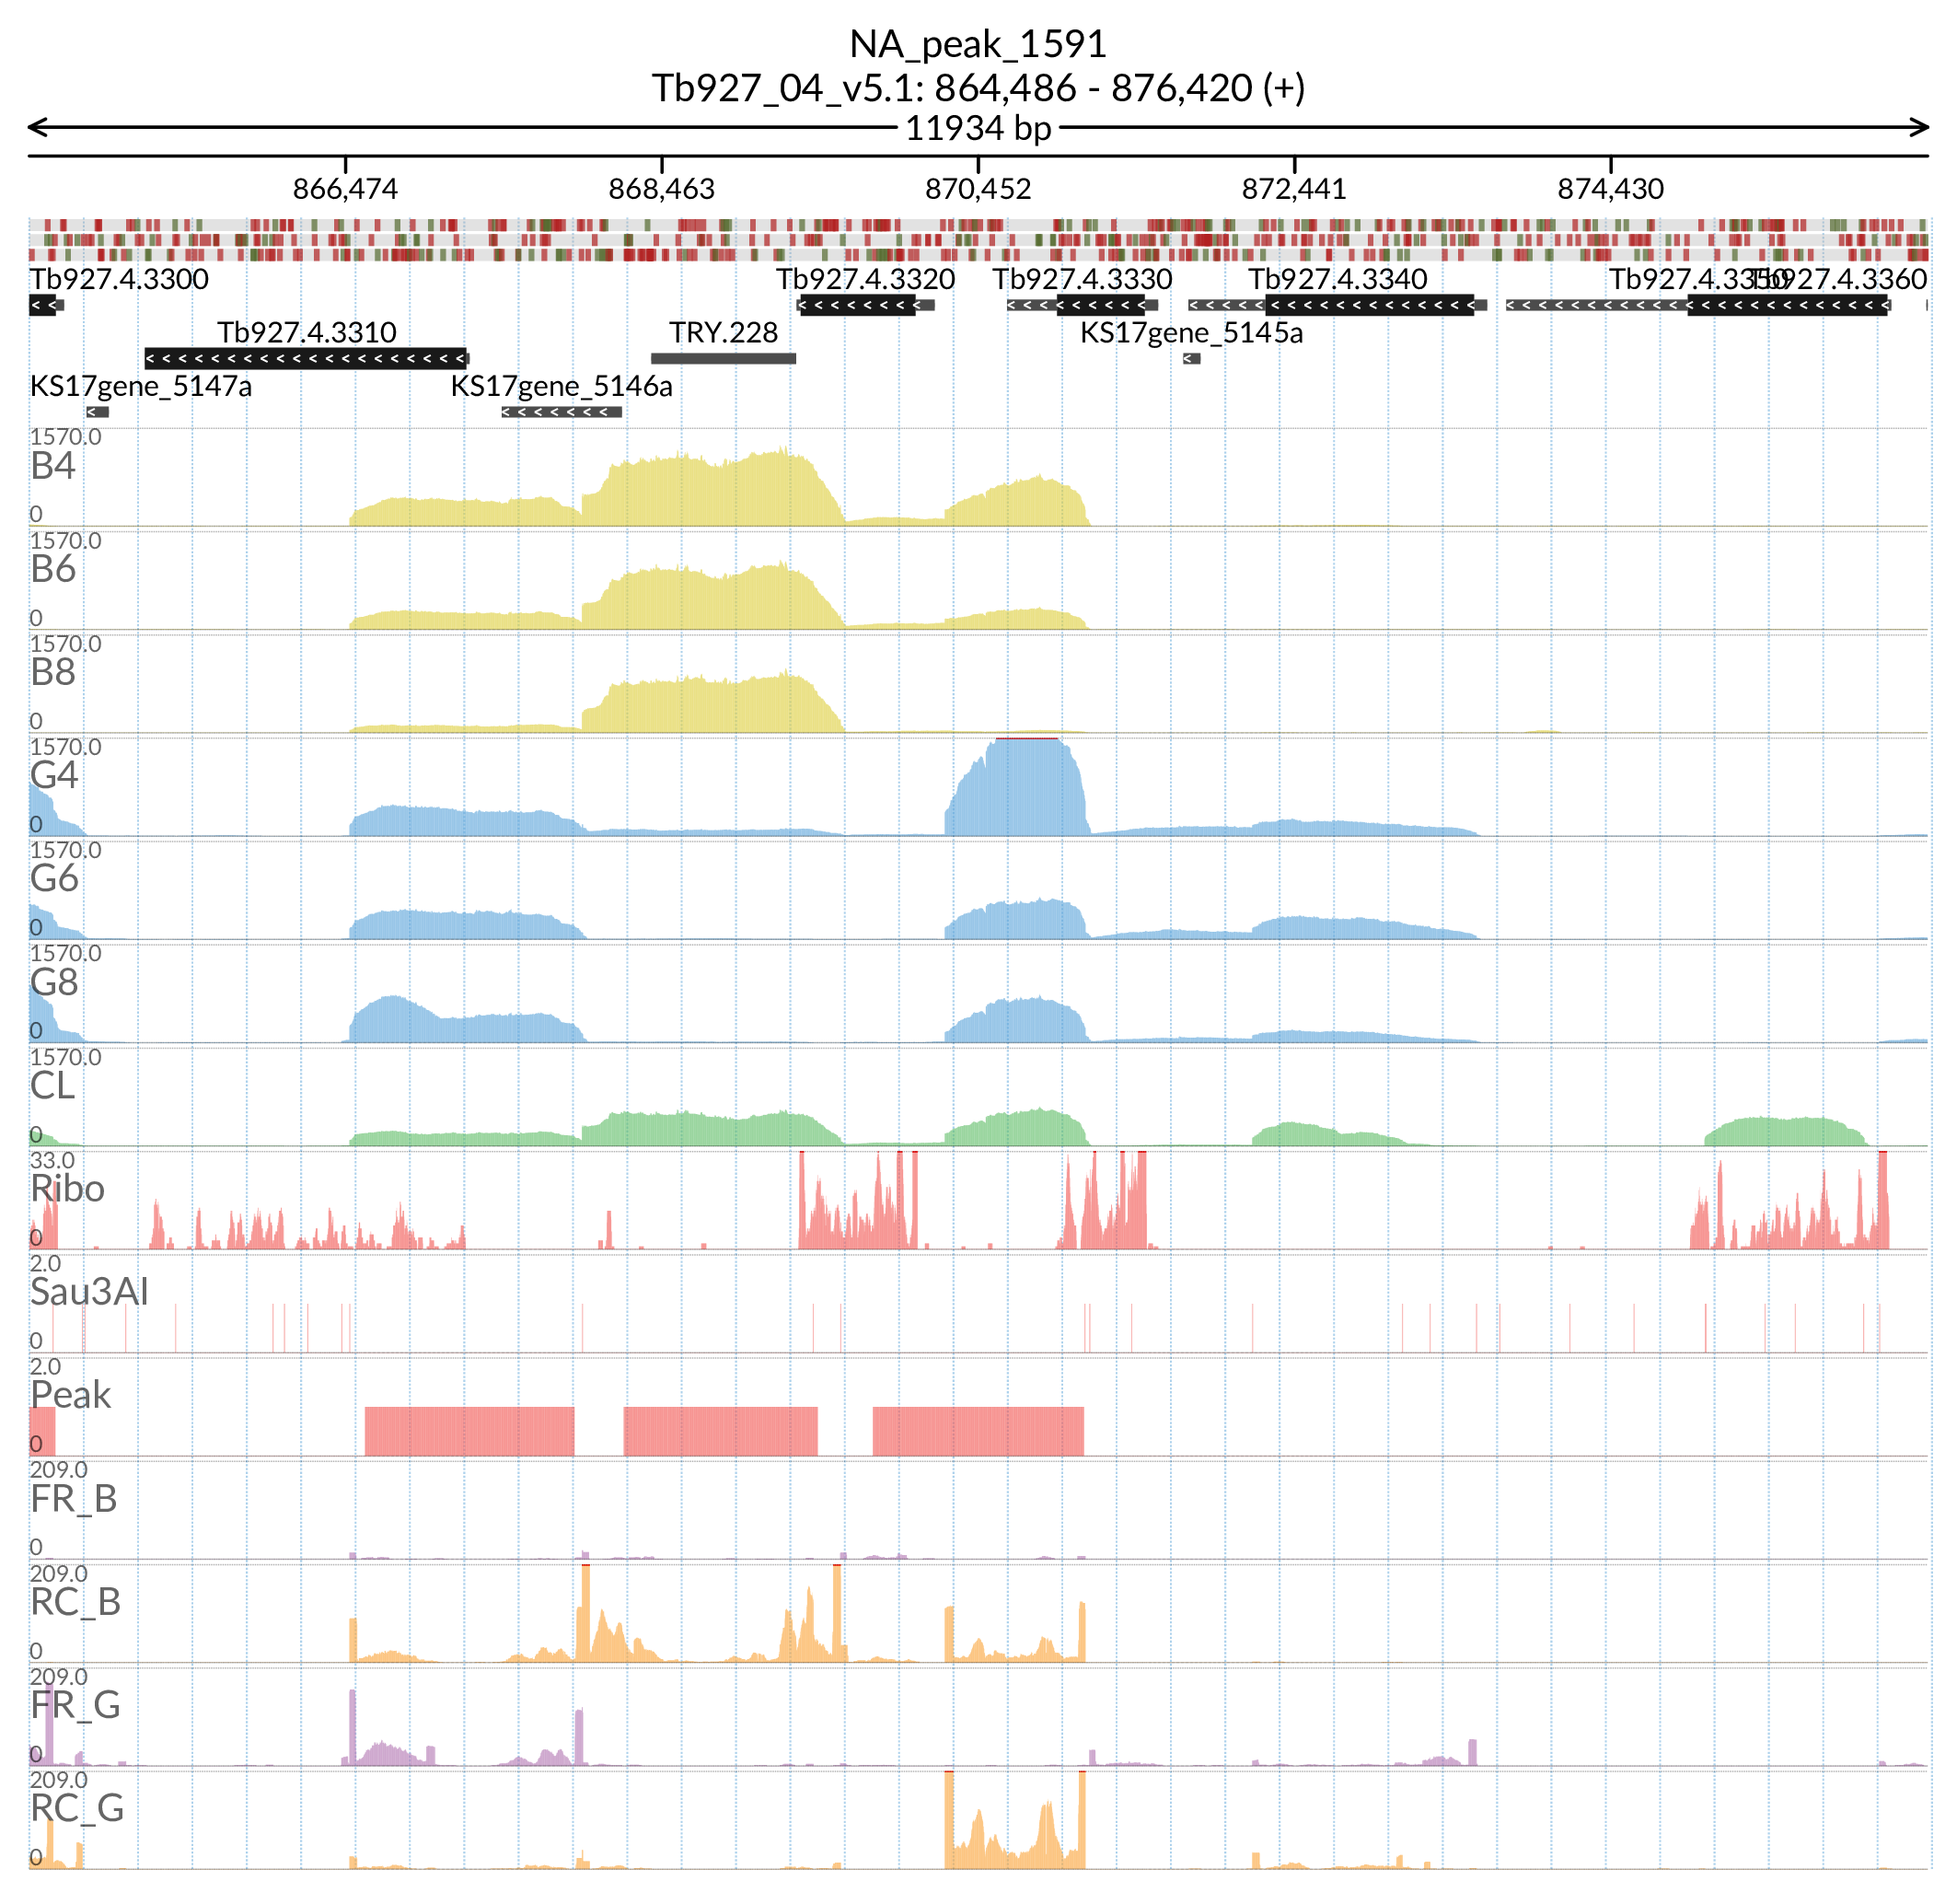 NA_peak_1591
Tb927_04_v5.1: 864,486 - 876,420 (+)
11934 bp
866,474 868,463 870,452 872,441 874,430
Tb927.4.3300 Tb927.4.3320 Tb927.4.3330 Tb927.4.3340 Tb927.4.3350 Tb927.4.3360
Tb927.4.3310 TRY.228 KS17gene_5145a
KS17gene_5147a KS17gene_5146a
1570.0
B4
0
1570.0
B6
0
1570.0
B8
0
1570.0
G4
0
1570.0
G6
0
1570.0
G8
0
1570.0
CL
0
33.0
Ribo
0
2.0
Sau3AI
0
2.0
Peak
0
209.0
FR_B
0
209.0
RC_B
0
209.0
FR_G
0
209.0
RC_G
0